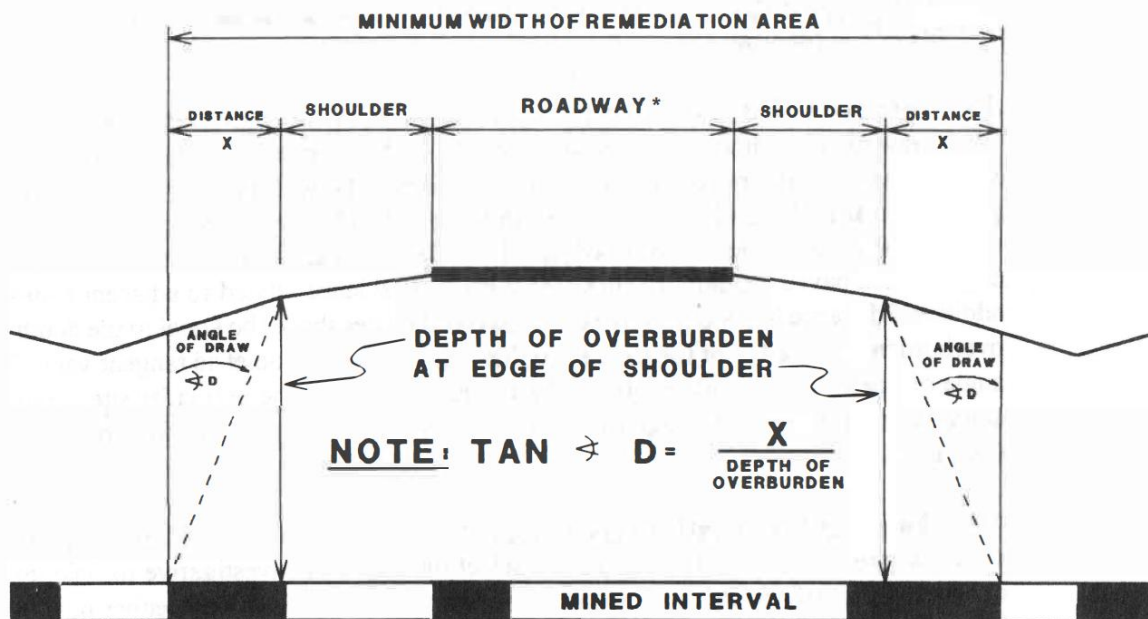 MINIMUM WIDTH OF REMEDIATION AREA
DISTANCE X
SHOULDER
ROADWAY*
SHOULDER
DISTANCE X
ANGLE OF DRAW
∢ D
DEPTH OF OVERBURDEN
AT EDGE OF SHOULDER
ANGLE OF DRAW
∢ D
NOTE: TAN ∢ D = X
DEPTH OF
OVERBURDEN
MINED INTERVAL